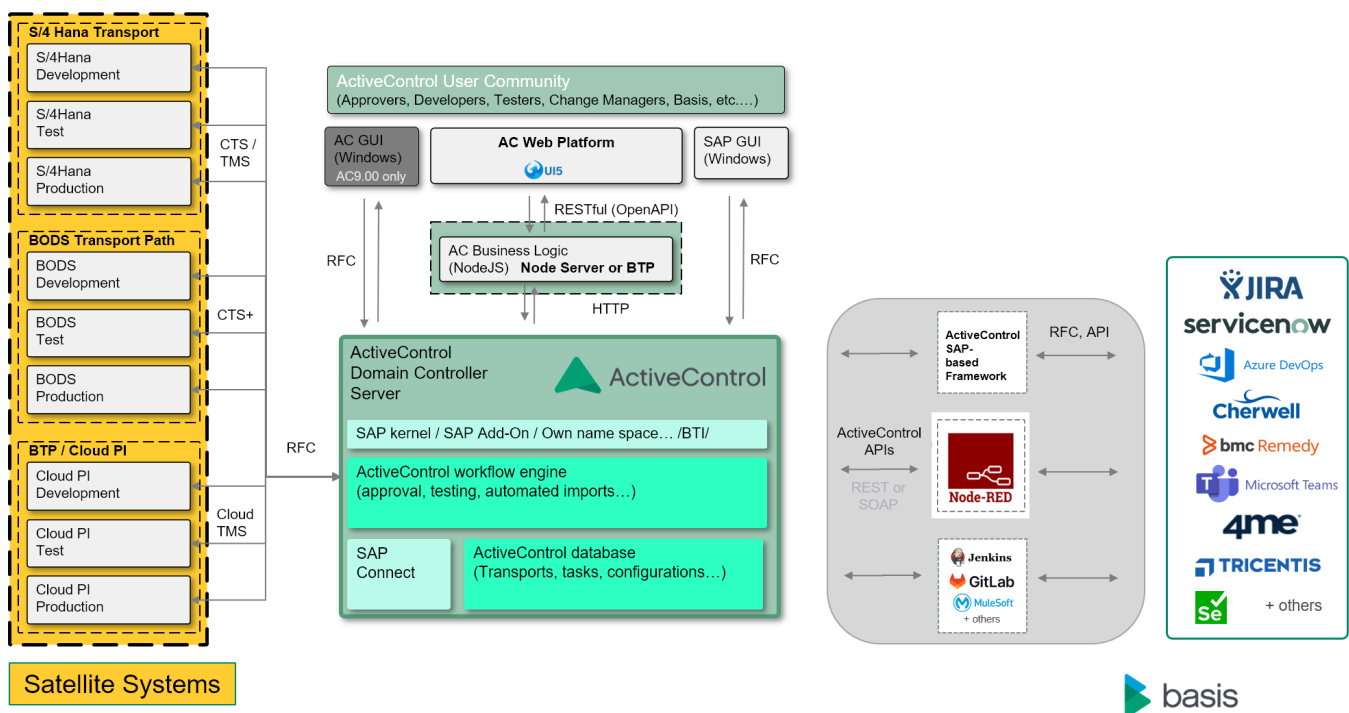 S/4 Hana Transport
S/4Hana
Development
S/4Hana
Test
S/4Hana
Production
CTS /
TMS
BODS Transport Path
BODS
Development
BODS
Test
BODS
Production
CTS+
BTP / Cloud PI
Cloud PI
Development
Cloud PI
Test
Cloud PI
Production
Cloud
TMS
RFC
Satellite Systems
ActiveControl User Community
(Approvers, Developers, Testers, Change Managers, Basis, etc.…)
AC GUI
(Windows)
AC9.00 only
AC Web Platform
UI5
SAP GUI
(Windows)
RESTful (OpenAPI)
RFC
AC Business Logic
(NodeJS) Node Server or BTP
RFC
HTTP
ActiveControl
Domain Controller
Server
ActiveControl
SAP kernel / SAP Add-On / Own name space… /BTI/
ActiveControl workflow engine
(approval, testing, automated imports…)
SAP
Connect
ActiveControl database
(Transports, tasks, configurations…)
ActiveControl
SAP-
based
Framework
RFC, API
ActiveControl
APIs
REST or
SOAP
Node-RED
Jenkins
GitLab
MuleSoft
+ others
JIRA
servicenow
Azure DevOps
Cherwell
bmc Remedy
Microsoft Teams
4me
TRICENTIS
Se
+ others
basis